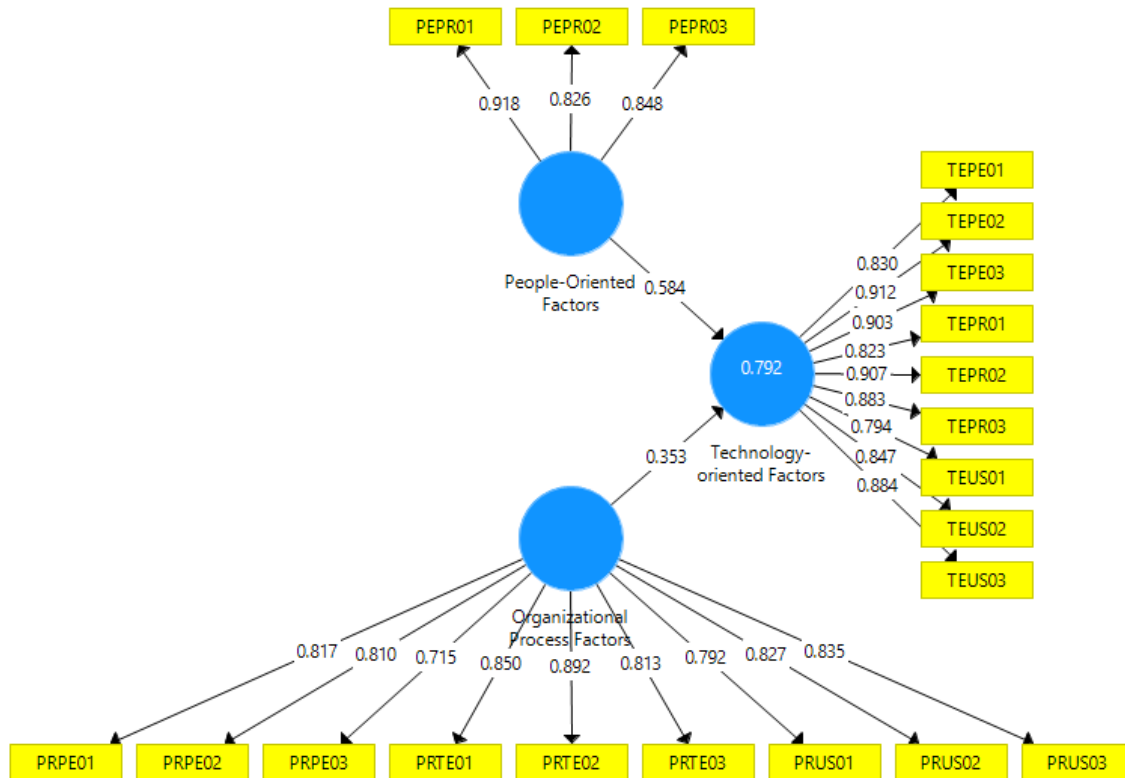 PEPR01 PEPR02 PEPR03
0.918 0.826 0.848
People-Oriented
Factors
0.584
TEPE01
TEPE02
TEPE03
TEPR01
TEPR02
TEPR03
TEUS01
TEUS02
TEUS03
0.830
0.912
0.903
0.823
0.907
0.883
0.794
0.847
0.884
0.792
Technology-
oriented Factors
0.353
Organizational
Process Factors
0.817 0.810 0.715 0.850 0.892 0.813 0.792 0.827 0.835
PRPE01 PRPE02 PRPE03 PRTE01 PRTE02 PRTE03 PRUS01 PRUS02 PRUS03